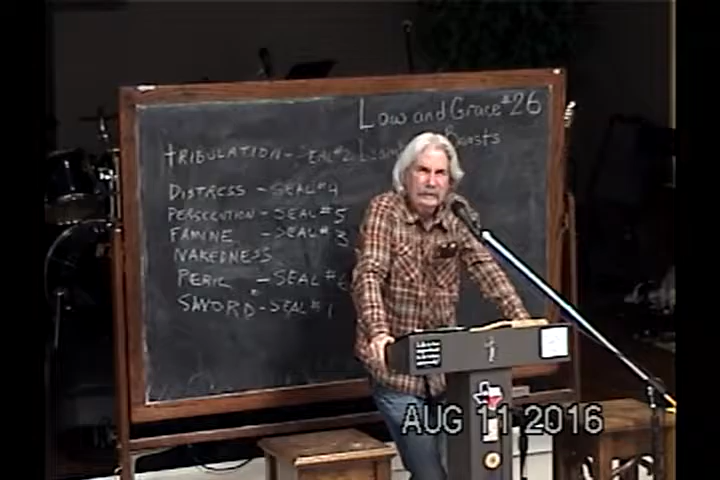 Law and Grace #26
TRIBULATION - SEAL #2
Beasts
DISTRESS - SEAL #4
PERSECUTION - SEAL #5
FAMINE - SEAL # 3
NAKEDNESS
PERIL - SEAL #6
SWORD - SEAL #1
AUG 11 2016